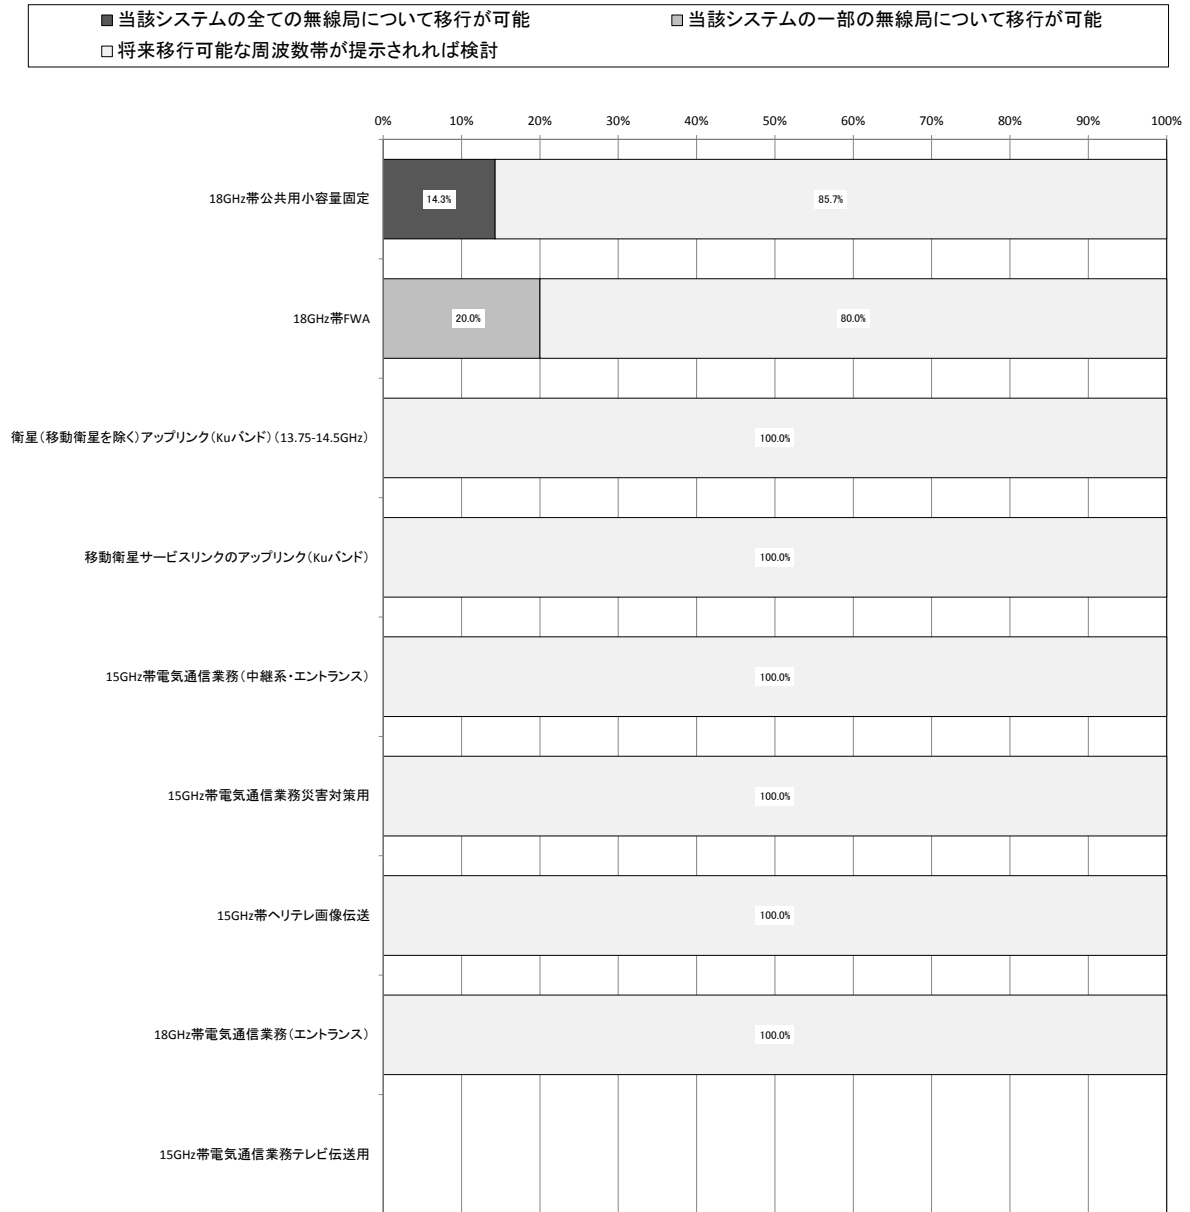 当該システムの全ての無線局について移行が可能 当該システムの一部の無線局について移行が可能
将来移行可能な周波数帯が提示されれば検討
0% 10% 20% 30% 40% 50% 60% 70% 80% 90% 100%
18GHz帯公共用小容量固定 14.3% 85.7%
18GHz帯FWA 20.0% 80.0%
衛星(移動衛星を除く)アップリンク(Kuバンド)(13.75-14.5GHz) 100.0%
移動衛星サービスリンクのアップリンク(Kuバンド) 100.0%
15GHz帯電気通信業務(中継系・エントランス) 100.0%
15GHz帯電気通信業務災害対策用 100.0%
15GHz帯ヘリテレ画像伝送 100.0%
18GHz帯電気通信業務(エントランス) 100.0%
15GHz帯電気通信業務テレビ伝送用